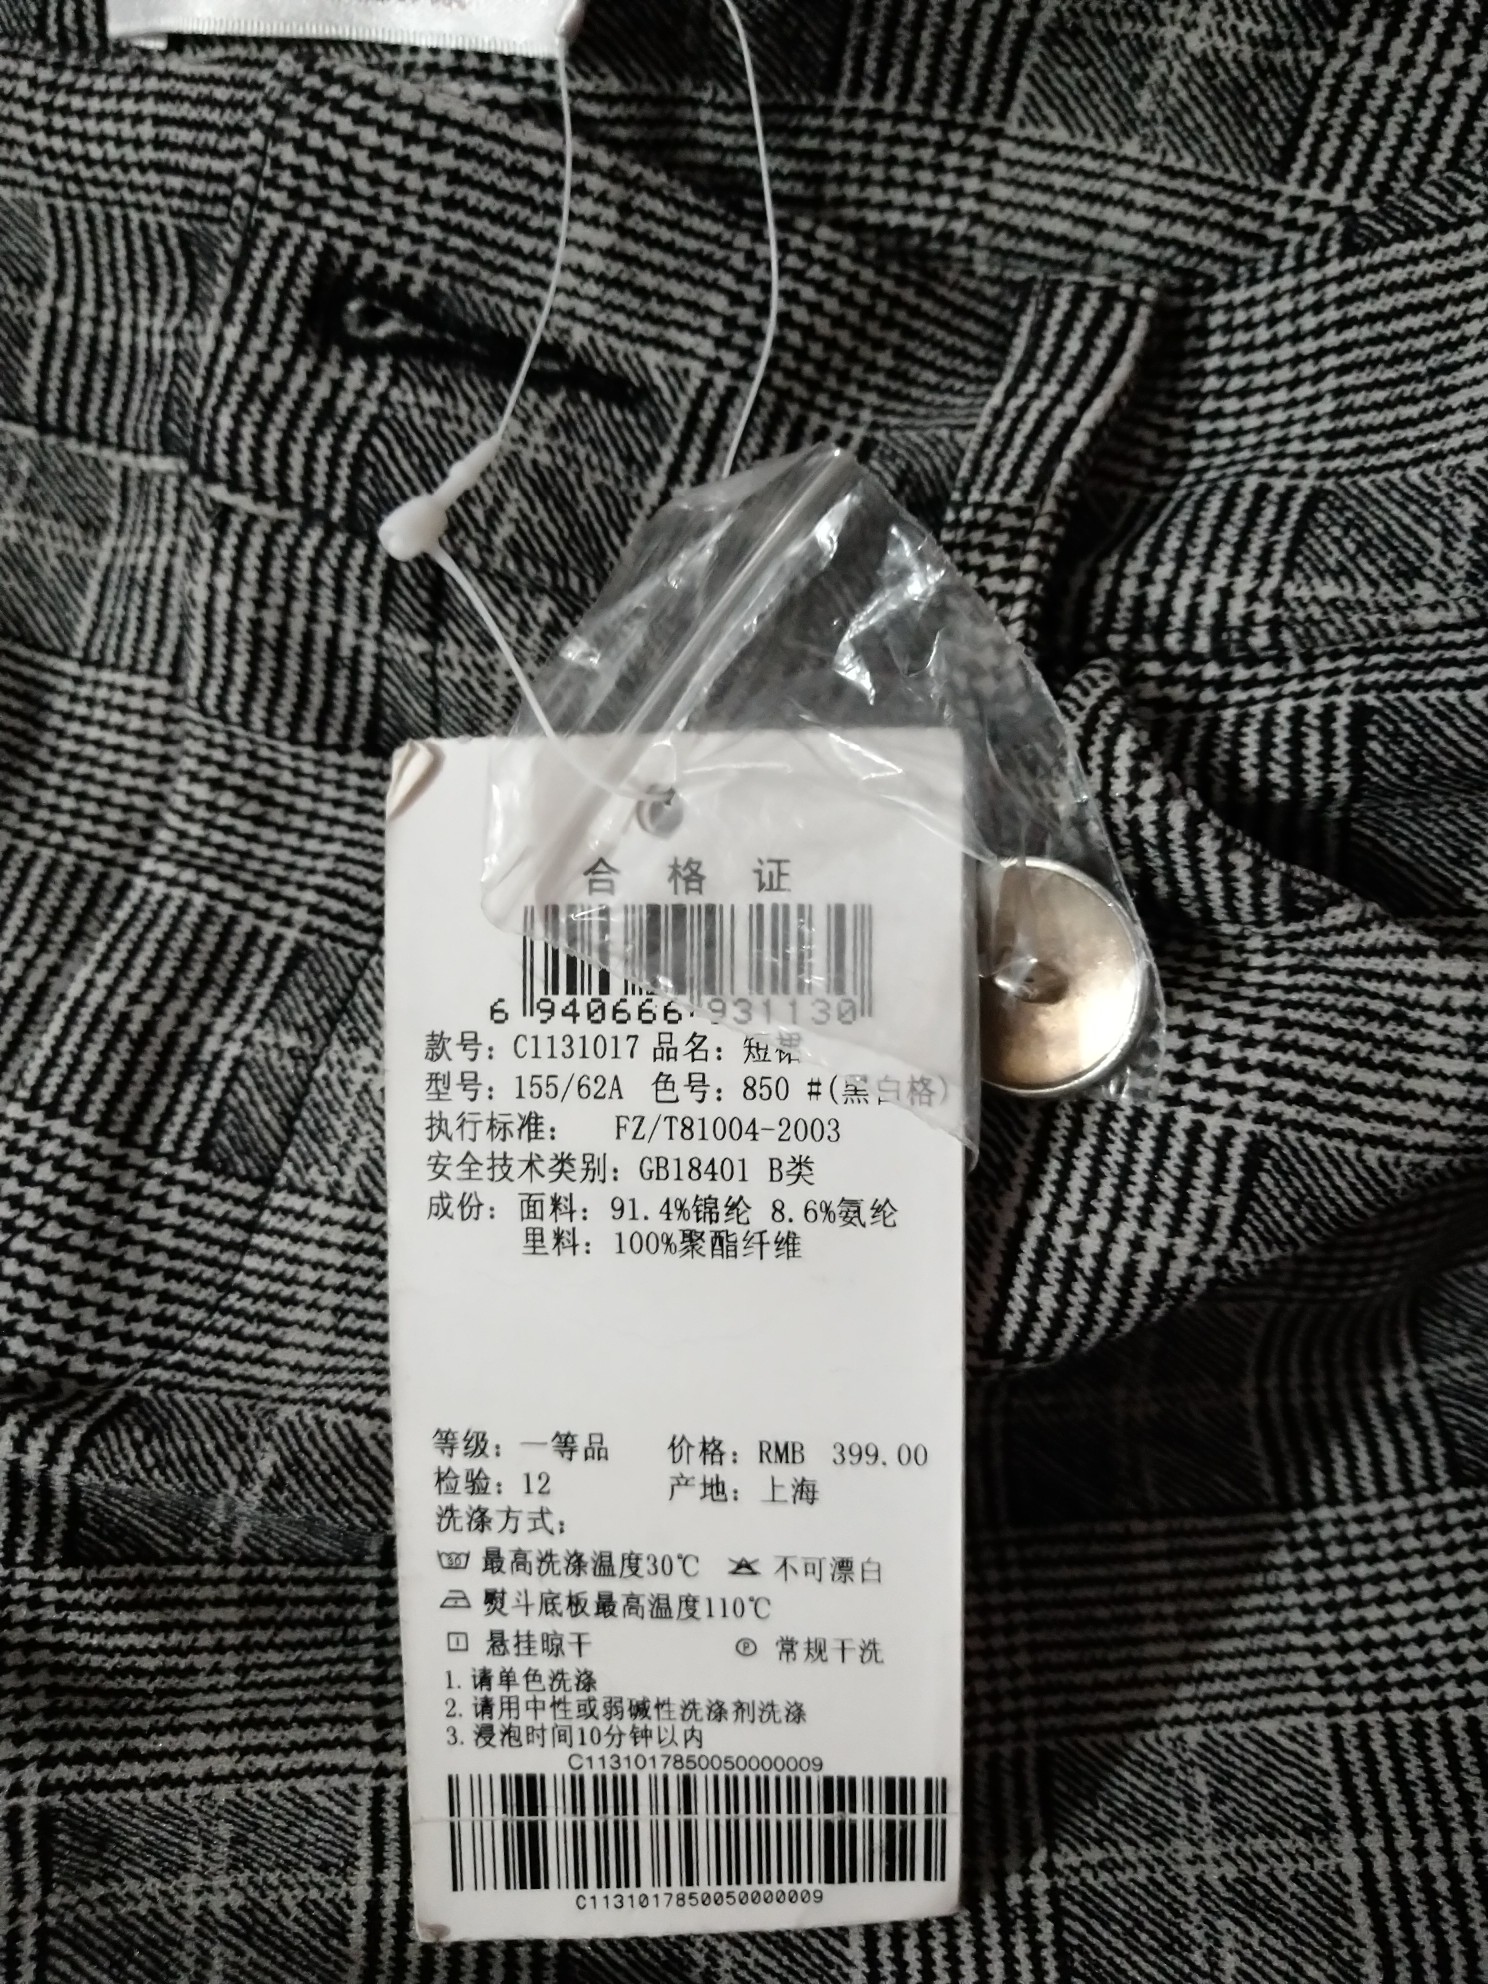 合格证
6 940666 931130
款号：C1131017 品名：短裙
型号：155/62A 色号：850 #(黑白格)
执行标准： FZ/T81004-2003
安全技术类别：GB18401 B类
成份：面料：91.4%锦纶 8.6%氨纶
里料：100%聚酯纤维
等级：一等品 价格：RMB 399.00
检验：12 产地：上海
洗涤方式：
30 最高洗涤温度30℃ 不可漂白
熨斗底板最高温度110℃
悬挂晾干 P 常规干洗
1.请单色洗涤
2.请用中性或弱碱性洗涤剂洗涤
3.浸泡时间10分钟以内
C1131017850050000009
C1131017850050000009